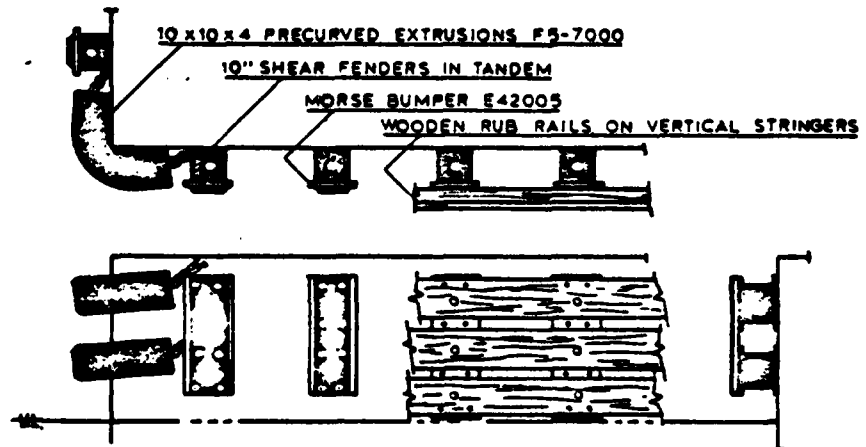 10 x 10 x 4 PRECURVED EXTRUSIONS F5-7000
10" SHEAR FENDERS IN TANDEM
MORSE BUMPER E42005
WOODEN RUB RAILS ON VERTICAL STRINGERS